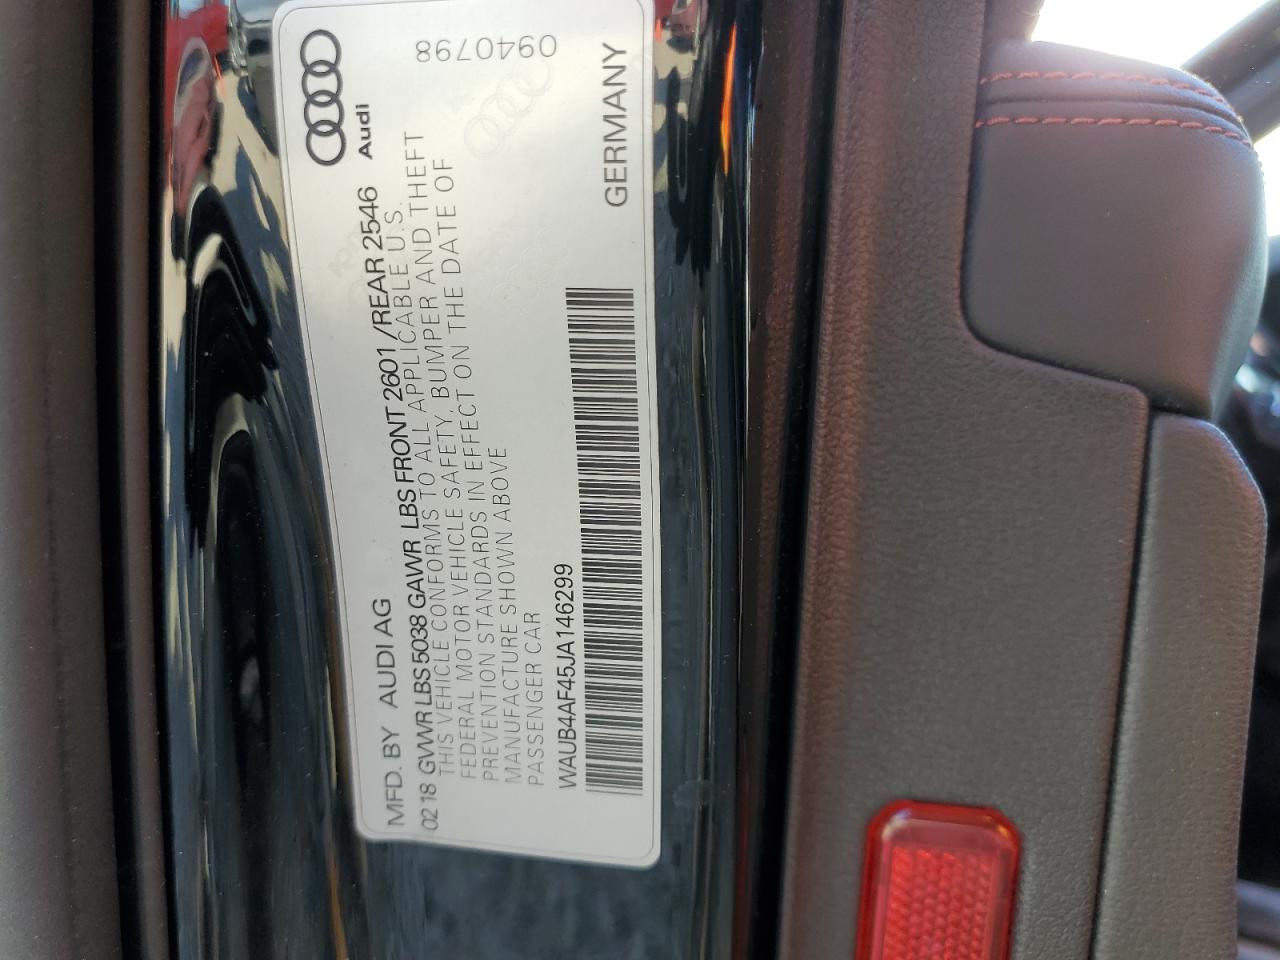 MFD. BY AUDI AG
Audi
02 18 GVWR LBS 5038 GAWR LBS FRONT 2601 / REAR 2546
THIS VEHICLE CONFORMS TO ALL APPLICABLE U.S.
FEDERAL MOTOR VEHICLE SAFETY, BUMPER AND THEFT
PREVENTION STANDARDS IN EFFECT ON THE DATE OF
MANUFACTURE SHOWN ABOVE
PASSENGER CAR
WAUB4AF45JA146299
GERMANY
0940798